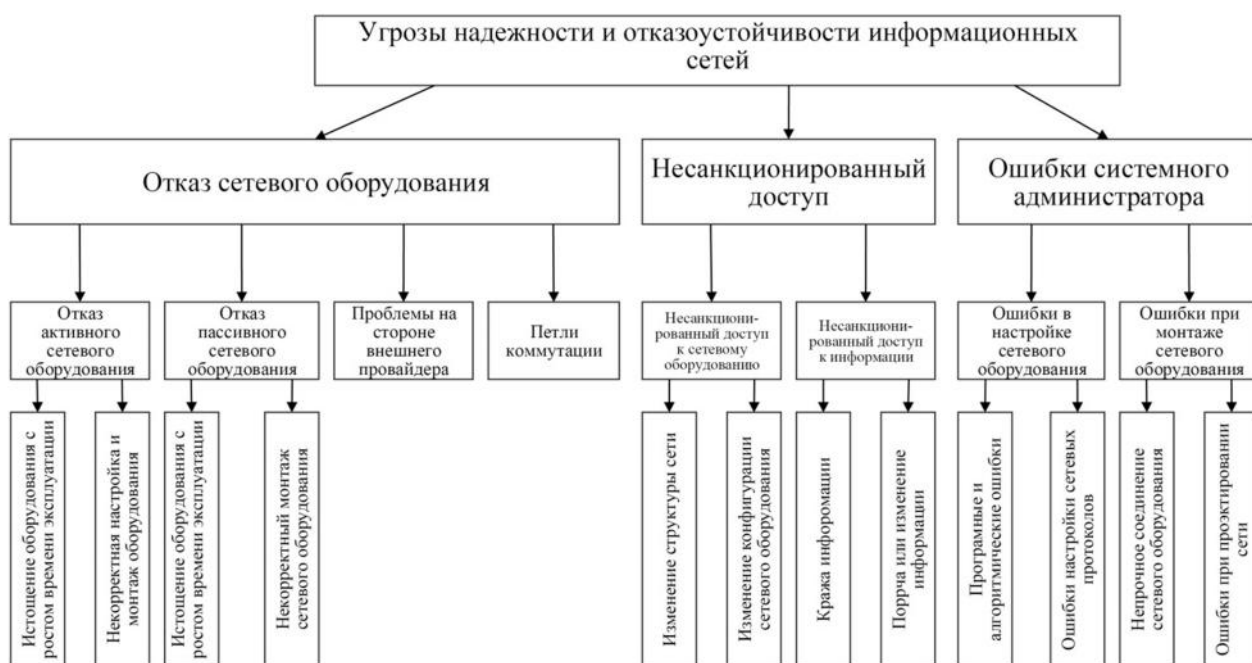 Угрозы надежности и отказоустойчивости информационных
сетей
Отказ сетевого оборудования
Несанкционированный
доступ
Ошибки системного
администратора
Отказ
активного
сетевого
оборудования
Отказ
пассивного
сетевого
оборудования
Проблемы на
стороне
внешнего
провайдера
Петли
коммутации
Несанкциони-
рованный доступ
к сетевому
оборудованию
Несанкциони-
рованный доступ
к информации
Ошибки в
настройке
сетевого
оборудования
Ошибки при
монтаже
сетевого
оборудования
Истощение оборудования с
ростом времени эксплуатации
Некорректная настройка и
монтаж оборудования
Истощение оборудования с
ростом времени эксплуатации
Некорректный монтаж
сетевого оборудования
Изменение структуры сети
Изменение конфигурации
сетевого оборудования
Кража инфоромации
Поррча или изменение
информации
Програмные и
алгоритмические ошибки
Ошибки настройки сетевых
протоколов
Непрочное соединение
сетевого оборудования
Ошибки при проэктировании
сети